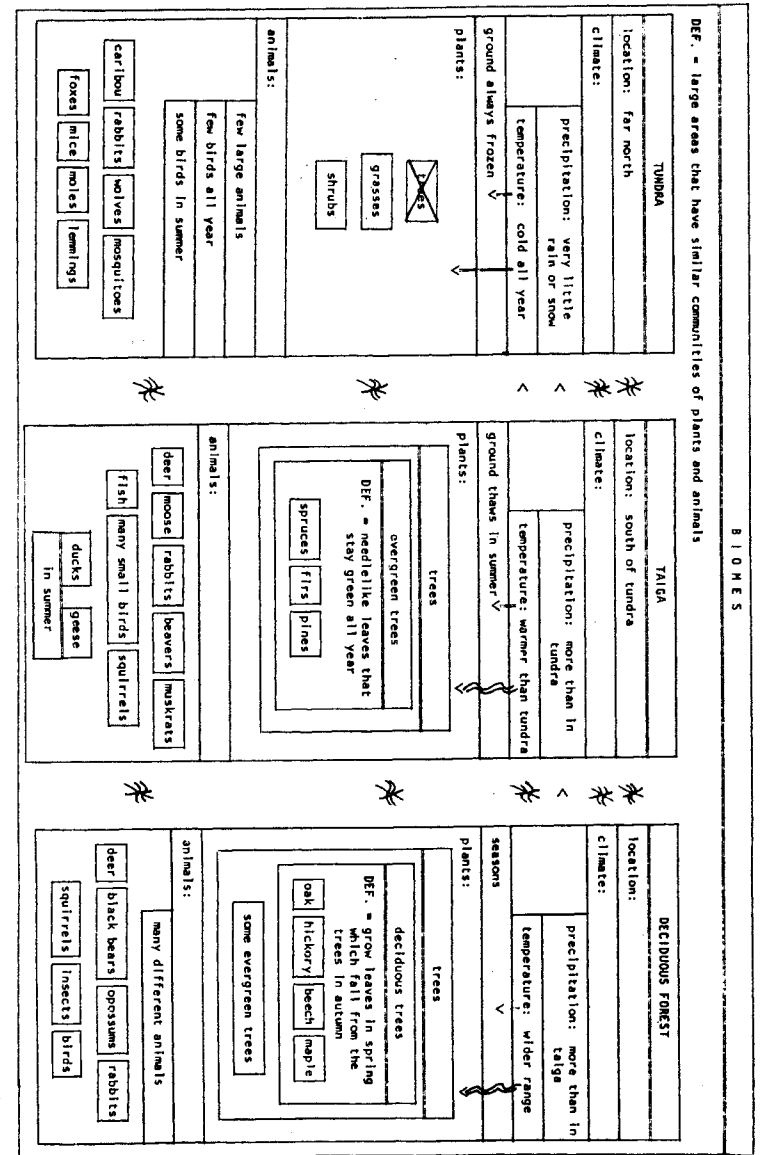 BIOMES
DEF. = large areas that have similar communities of plants and animals
TUNDRA
location: far north
climate:
precipitation: very little
rain or snow
temperature: cold all year
ground always frozen
plants:
trees
grasses
shrubs
animals:
few large animals
few birds all year
some birds in summer
caribou rabbits wolves mosquitoes
foxes mice moles lemmings
<
<
TAIGA
location: south of tundra
climate:
precipitation: more than in
tundra
temperature: warmer than tundra
ground thaws in summer
plants:
trees
evergreen trees
DEF. = needlelike leaves that
stay green all year
spruces firs pines
animals:
deer moose rabbits beavers muskrats
fish many small birds squirrels
ducks geese
in summer
<
DECIDUOUS FOREST
location:
climate:
precipitation: more than in
taiga
temperature: wider range
seasons
plants:
trees
deciduous trees
DEF. = grow leaves in spring
which fall from the
trees in autumn
oak hickory beech maple
some evergreen trees
animals:
many different animals
deer black bears opossums rabbits
squirrels insects birds